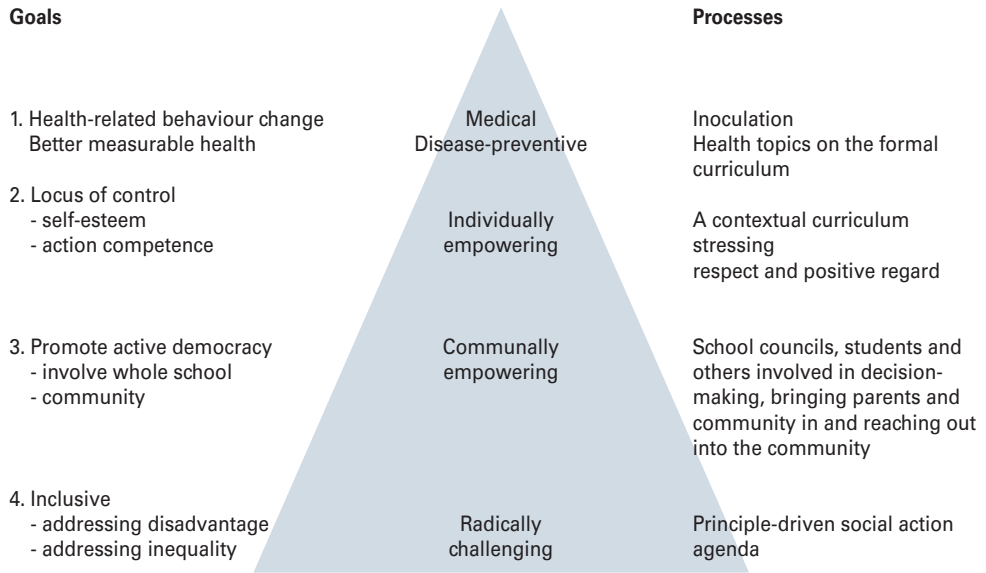 Goals
Processes
1. Health-related behaviour change
Better measurable health
Medical
Disease-preventive
Inoculation
Health topics on the formal
curriculum
2. Locus of control
- self-esteem
- action competence
Individually
empowering
A contextual curriculum
stressing
respect and positive regard
3. Promote active democracy
- involve whole school
- community
Communally
empowering
School councils, students and
others involved in decision-
making, bringing parents and
community in and reaching out
into the community
4. Inclusive
- addressing disadvantage
- addressing inequality
Radically
challenging
Principle-driven social action
agenda